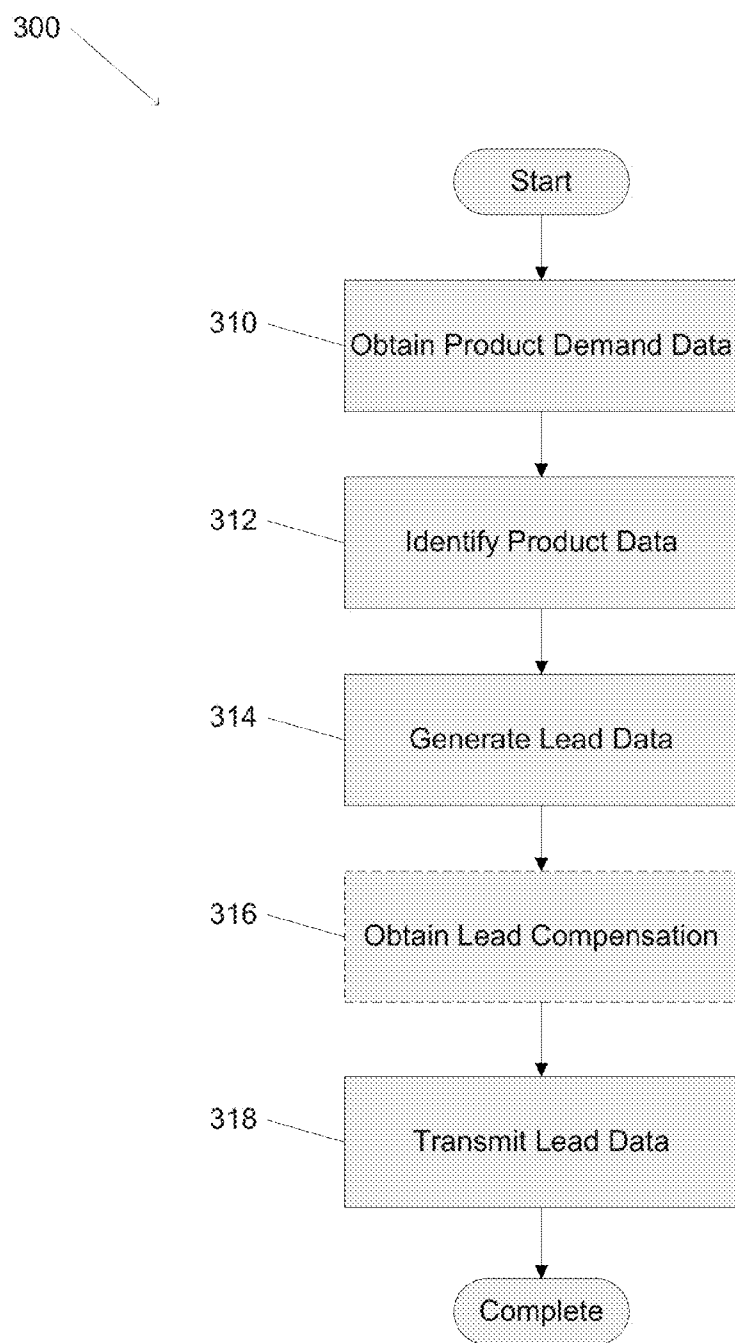 300
Start
310
Obtain Product Demand Data
312
Identify Product Data
314
Generate Lead Data
316
Obtain Lead Compensation
318
Transmit Lead Data
Complete